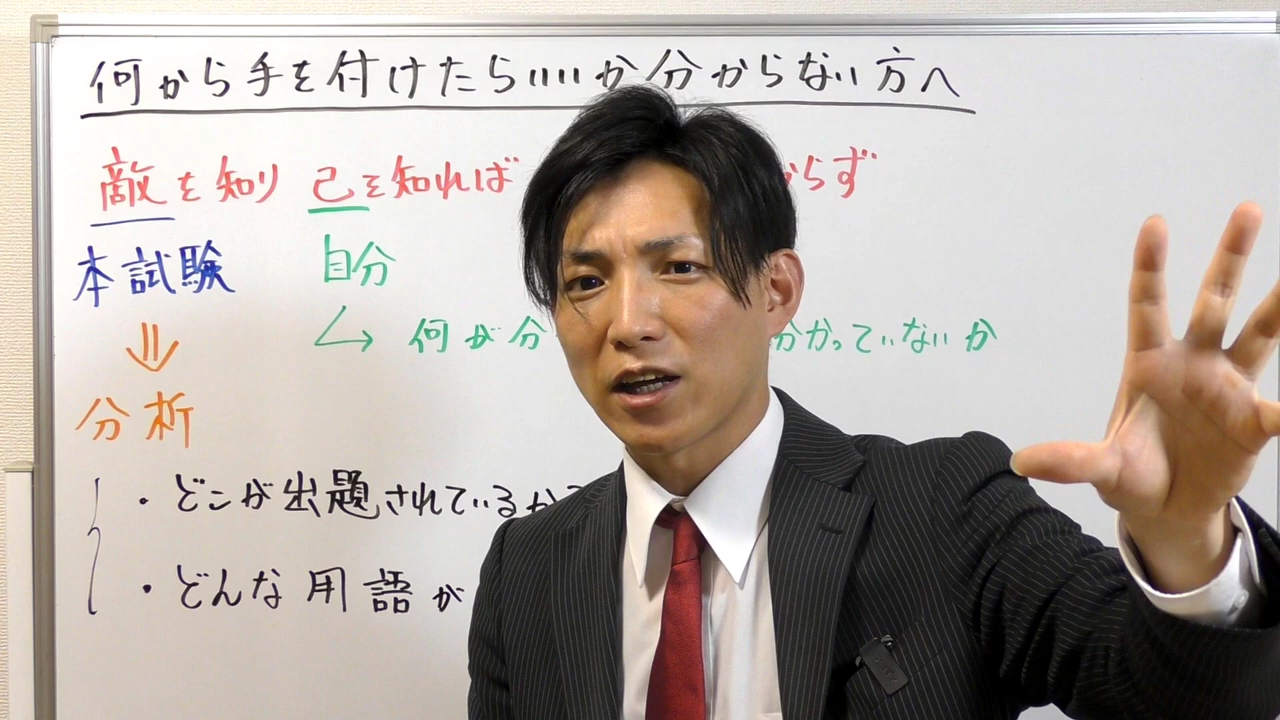 何から手を付けたらいいか分からない方へ
敵を知り 己を知れば らず
本試験 自分
何が分 分かっていないか
分析
・どこが出題されているか
・どんな用語が